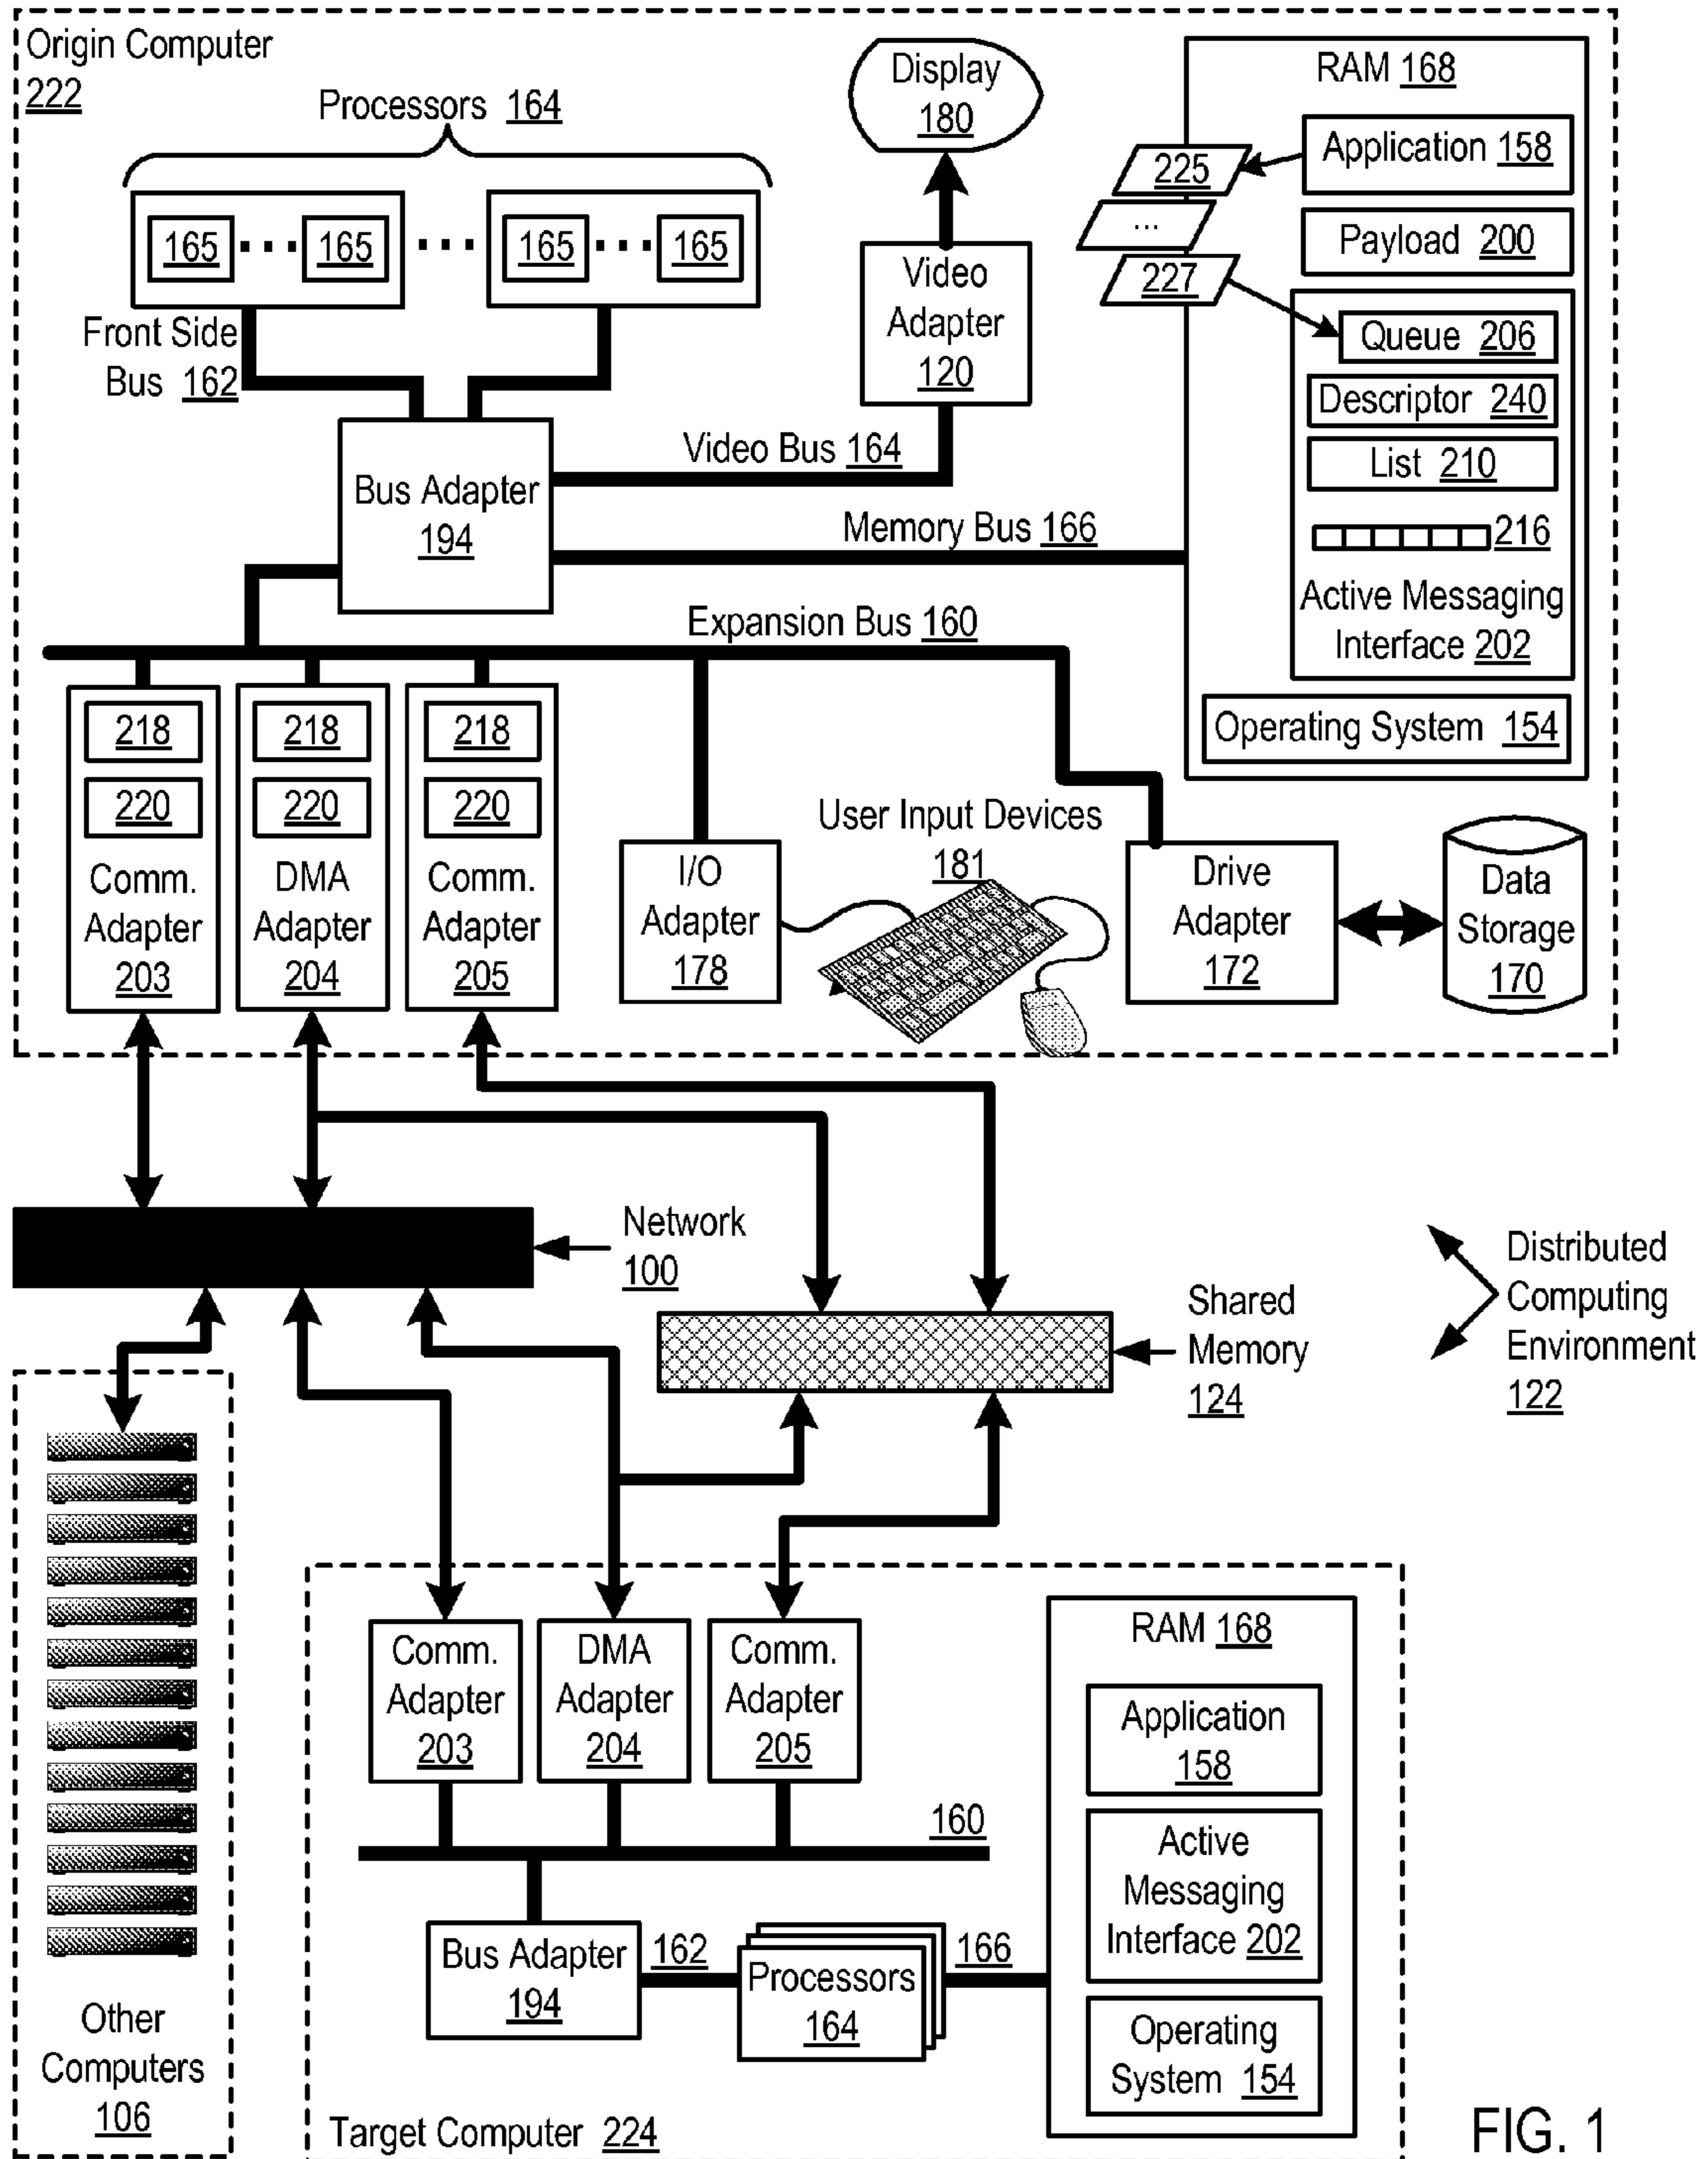 Origin Computer
222
Processors 164
165 ... 165 .... 165 ... 165
Front Side
Bus 162
Display
180
Video
Adapter
120
Video Bus 164
Bus Adapter
194
Memory Bus 166
Expansion Bus 160
RAM 168
Application 158
225
...
227
Payload 200
Queue 206
Descriptor 240
List 210
216
Active Messaging
Interface 202
Operating System 154
218
220
Comm.
Adapter
203
218
220
DMA
Adapter
204
218
220
Comm.
Adapter
205
I/O
Adapter
178
User Input Devices
181
Drive
Adapter
172
Data
Storage
170
Network
100
Shared
Memory
124
Distributed
Computing
Environment
122
Other
Computers
106
Comm.
Adapter
203
DMA
Adapter
204
Comm.
Adapter
205
160
Bus Adapter
194
162
Processors
164
166
RAM 168
Application
158
Active
Messaging
Interface 202
Operating
System 154
Target Computer 224
FIG. 1